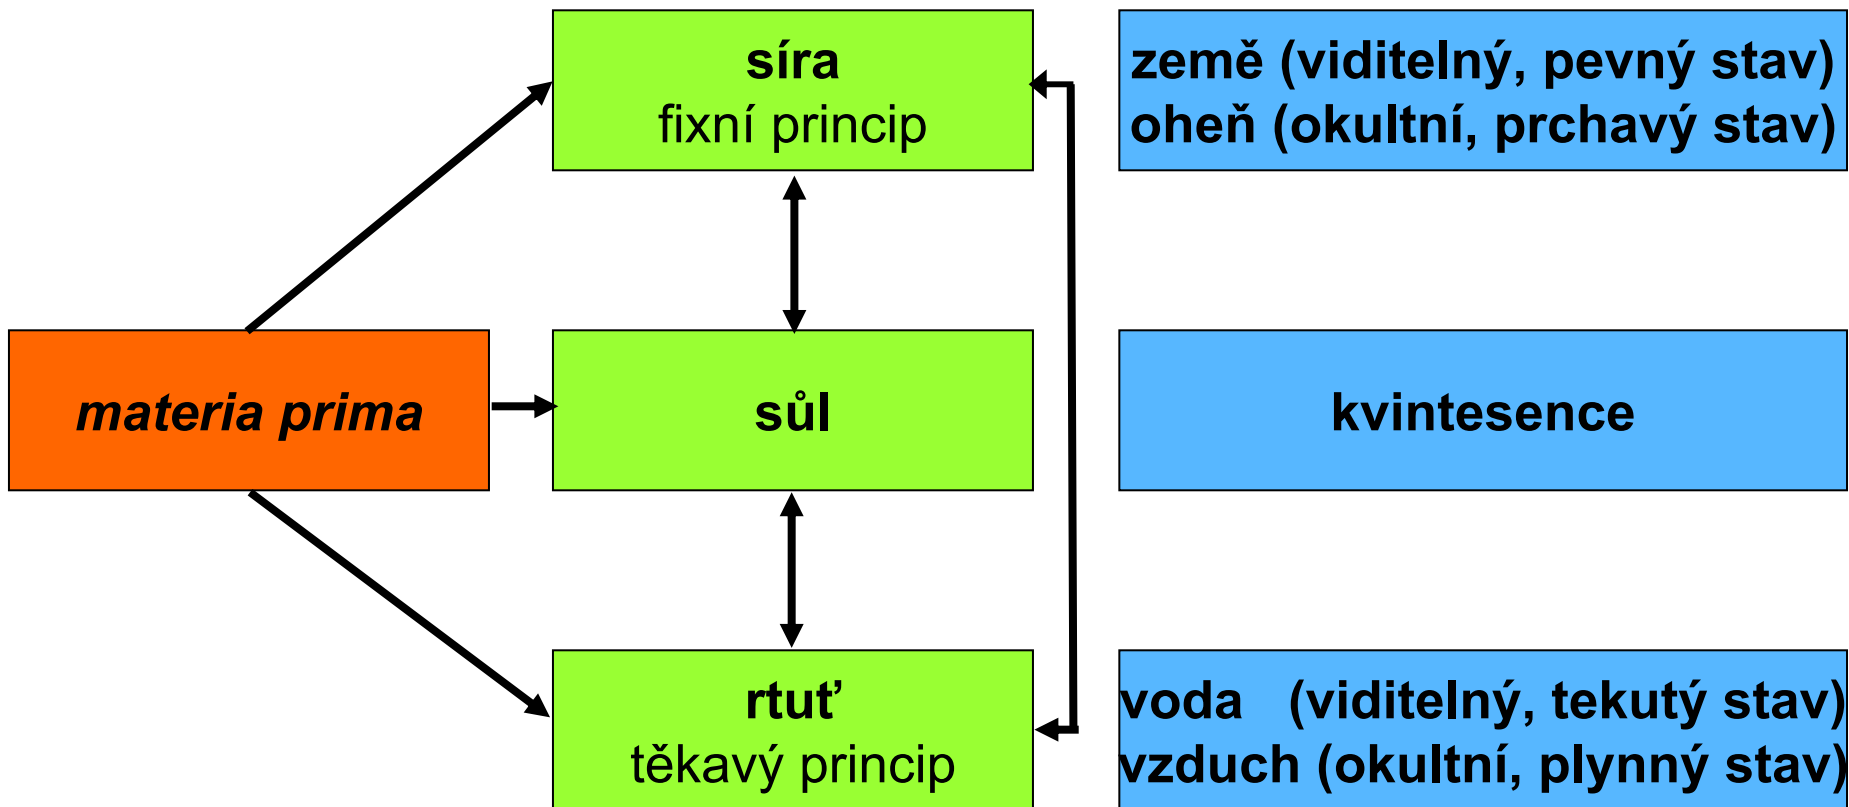 síra
fixní princip
země (viditelný, pevný stav)
oheň (okultní, prchavý stav)
materia prima
sůl
kvintesence
rtuť
těkavý princip
voda (viditelný, tekutý stav)
vzduch (okultní, plynný stav)